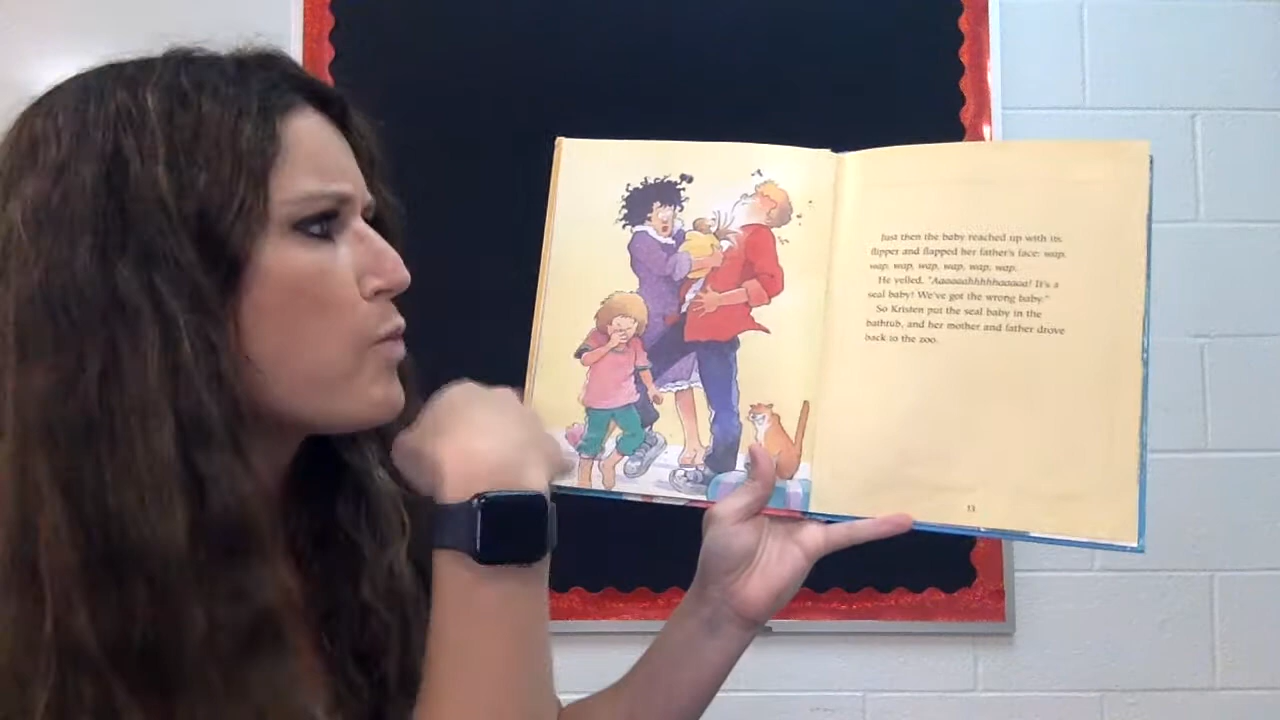 Just then the baby reached up with its
flipper and flapped her father's face: wap,
wap, wap, wap, wap, wap, wap.
He yelled, "Aaaaaahhhhhaaaaa! It's a
seal baby! We've got the wrong baby."
So Kristen put the seal baby in the
bathtub, and her mother and father drove
back to the zoo.
13